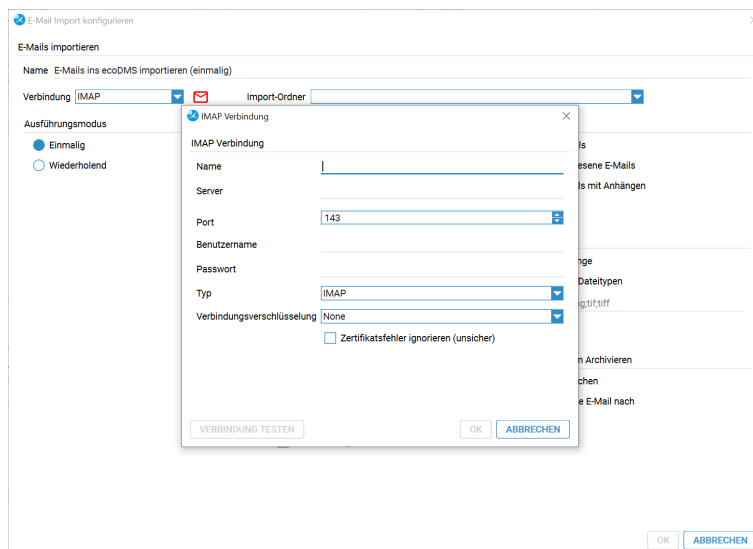 E-Mail Import konfigurieren
E-Mails importieren
Name E-Mails ins ecoDMS importieren (einmalig)
Verbindung IMAP Import-Ordner
Ausführungsmodus
Einmalig
Wiederholend
IMAP Verbindung
IMAP Verbindung
Name
Server
Port 143
Benutzername
Passwort
Typ IMAP
Verbindungsverschlüsselung None
Zertifikatsfehler ignorieren (unsicher)
VERBINDUNG TESTEN OK ABBRECHEN
ls
esene E-Mails
ls mit Anhängen
nge
Dateitypen
g;tif;tiff
n Archivieren
chen
e E-Mail nach
OK ABBRECHEN